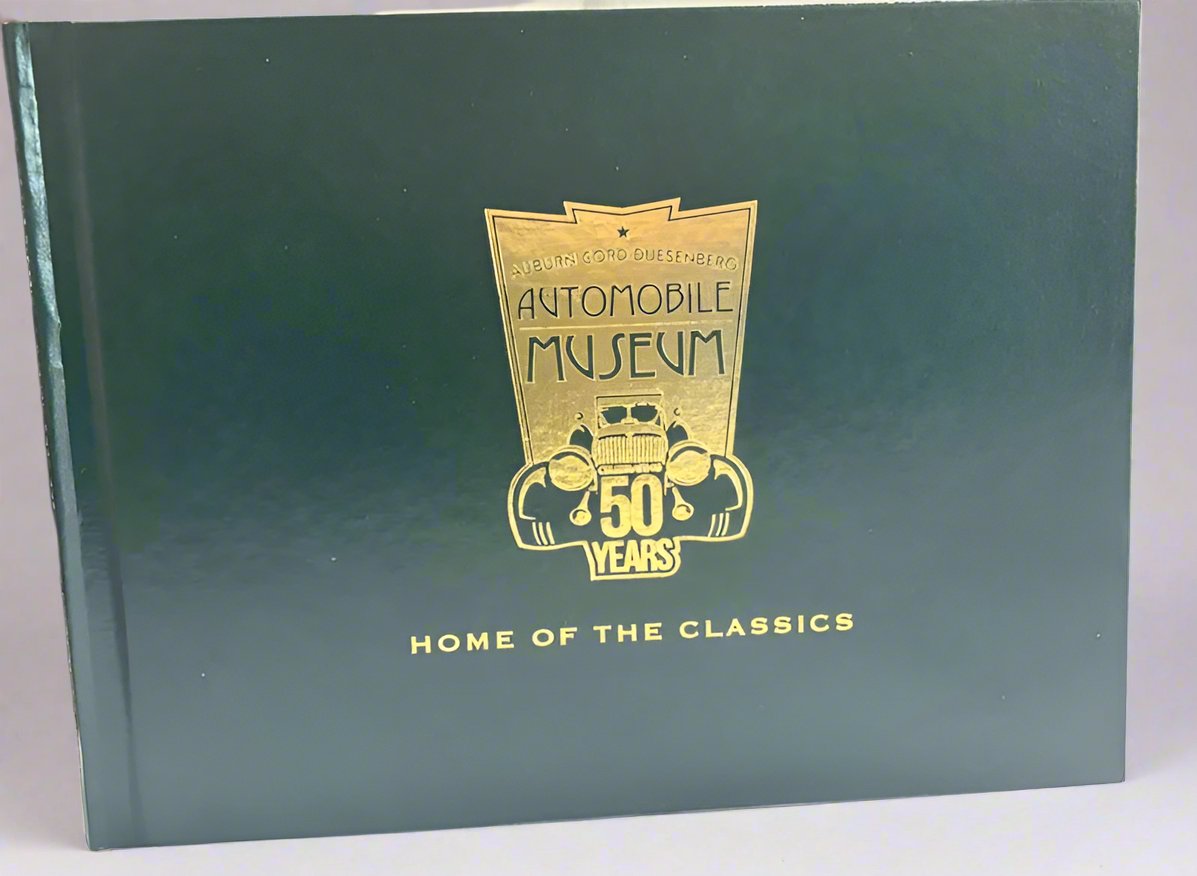 AUBURN CORD DUESENBERG
AUTOMOBILE
MUSEUM
50
YEARS
HOME OF THE CLASSICS